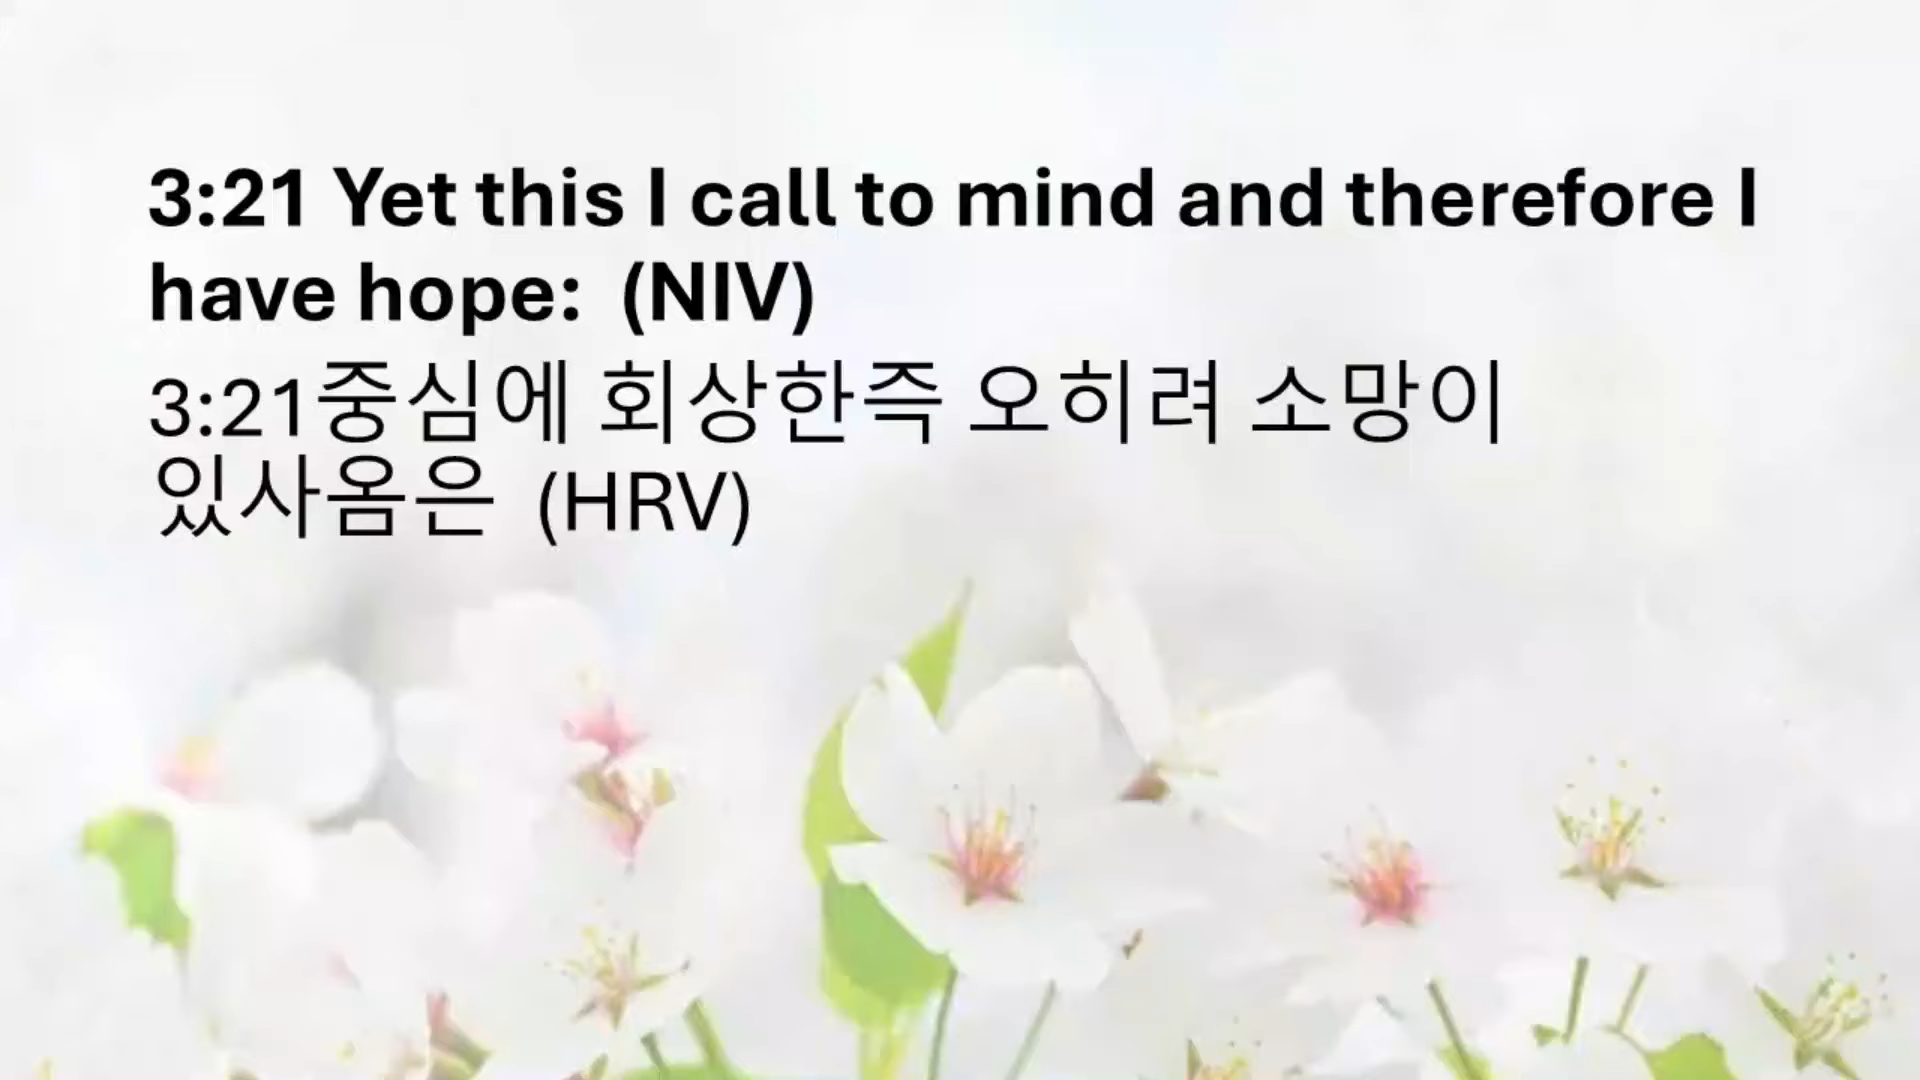 3:21 Yet this I call to mind and therefore I
have hope:  (NIV)
3:21중심에 회상한즉 오히려 소망이
있사옴은  (HRV)